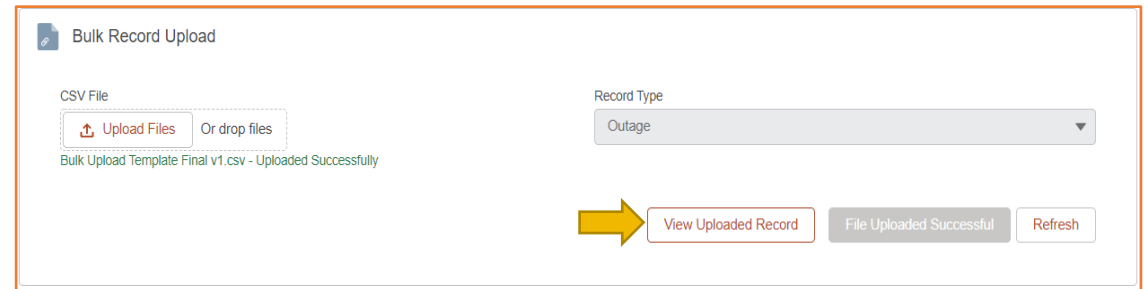 Bulk Record Upload
CSV File
Record Type
Upload Files Or drop files
Outage
Bulk Upload Template Final v1.csv - Uploaded Successfully
View Uploaded Record File Uploaded Successful Refresh